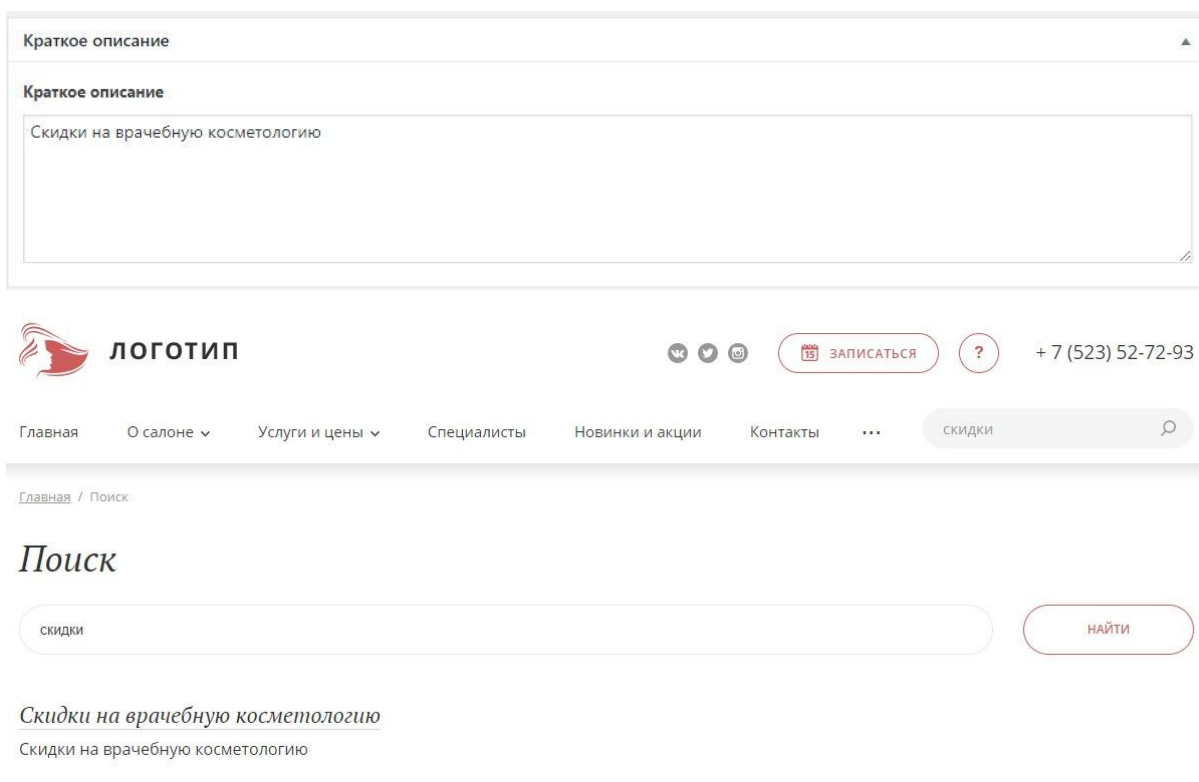 Краткое описание
Краткое описание
Скидки на врачебную косметологию
ЛОГОТИП
15 ЗАПИСАТЬСЯ ? + 7 (523) 52-72-93
Главная О салоне Услуги и цены Специалисты Новинки и акции Контакты ... скидки
Главная / Поиск
Поиск
скидки НАЙТИ
Скидки на врачебную косметологию
Скидки на врачебную косметологию